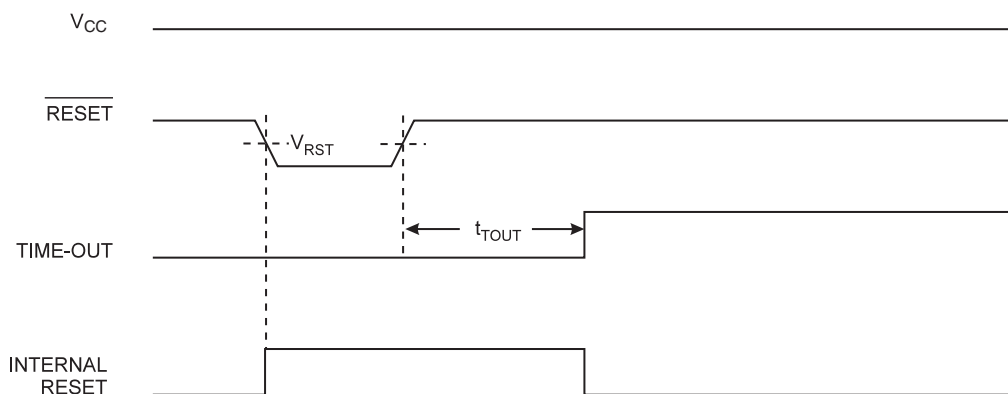 VCC
RESET
VRST
tTOUT
TIME-OUT
INTERNAL
RESET